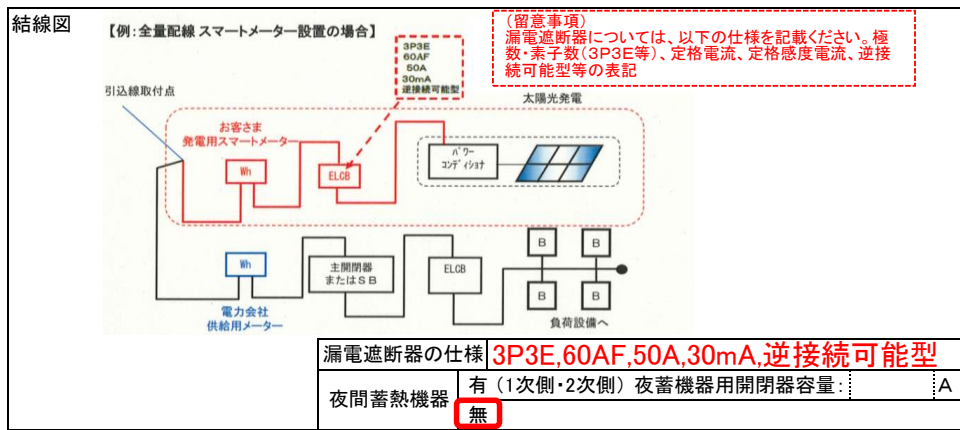 結線図
【例:全量配線 スマートメーター設置の場合】
(留意事項)
漏電遮断器については、以下の仕様を記載ください。極
数・素子数(3P3E等)、定格電流、定格感度電流、逆接
続可能型等の表記
3P3E
60AF
50A
30mA
逆接続可能型
引込線取付点
太陽光発電
お客さま
発電用スマートメーター
Wh
ELCB
パワー
コンディショナ
Wh
主開閉器
またはSB
ELCB
B
B
B
B
電力会社
供給用メーター
負荷設備へ
漏電遮断器の仕様
3P3E,60AF,50A,30mA,逆接続可能型
夜間蓄熱機器
有(1次側・2次側)夜蓄機器用開閉器容量:
A
無